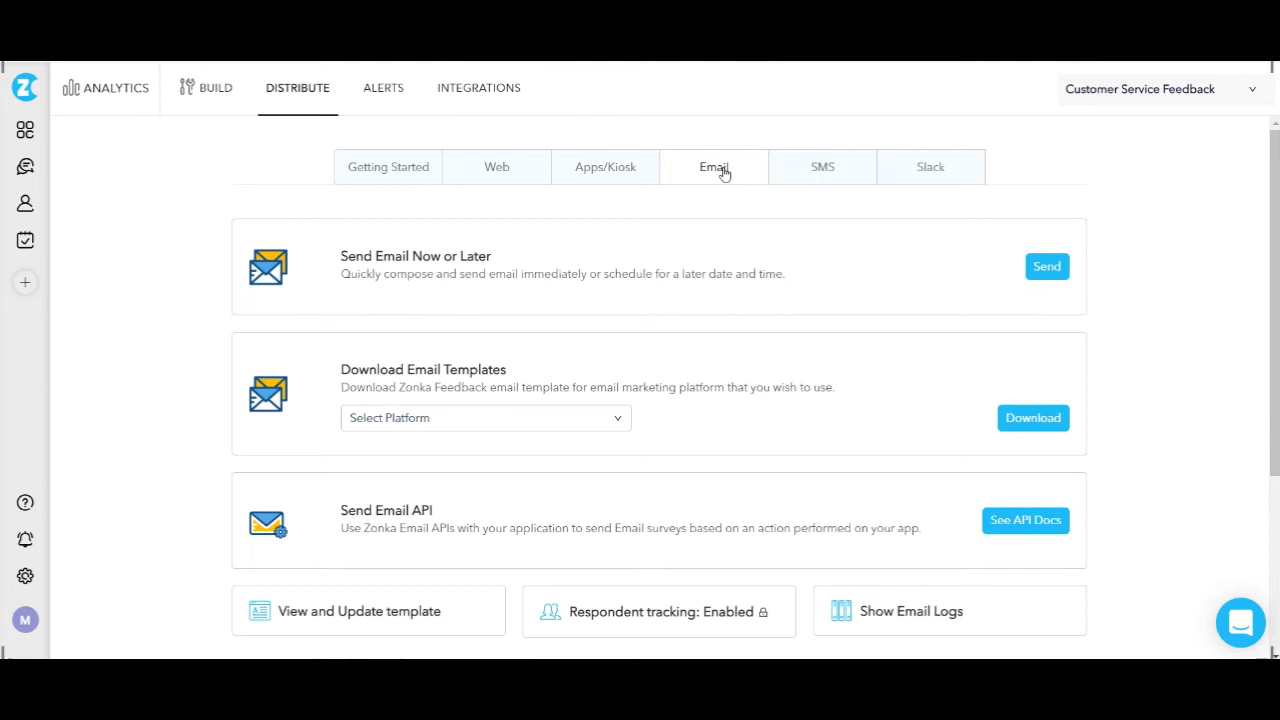 ANALYTICS
BUILD
DISTRIBUTE
ALERTS
INTEGRATIONS
Customer Service Feedback
Getting Started
Web
Apps/Kiosk
Email
SMS
Slack
Send Email Now or Later
Quickly compose and send email immediately or schedule for a later date and time.
Send
Download Email Templates
Download Zonka Feedback email template for email marketing platform that you wish to use.
Select Platform
Download
Send Email API
Use Zonka Email APIs with your application to send Email surveys based on an action performed on your app.
See API Docs
View and Update template
Respondent tracking: Enabled
Show Email Logs
M